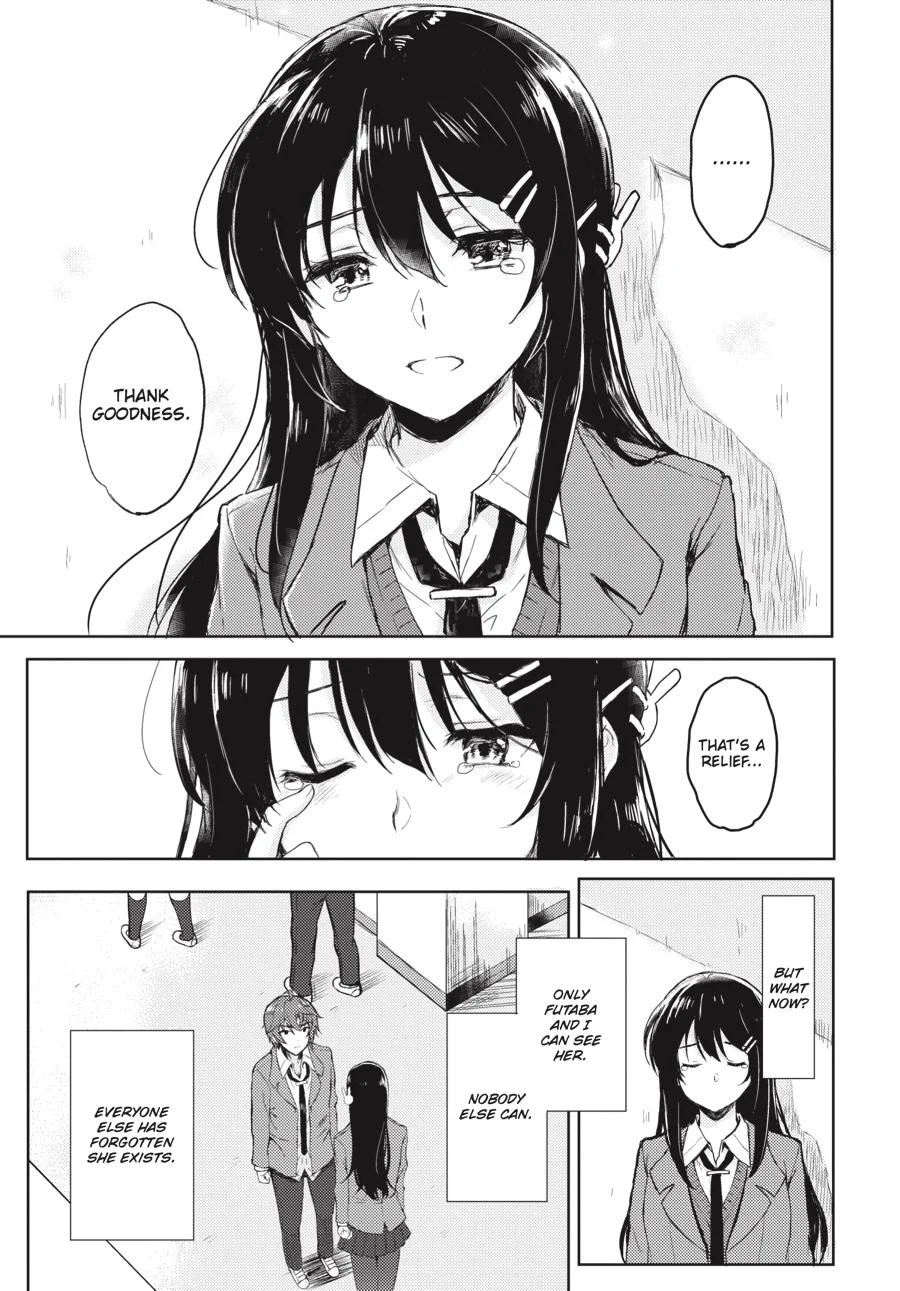 ......
THANK
GOODNESS.
THAT'S A
RELIEF...
BUT
WHAT
NOW?
ONLY
FUTABA
AND I
CAN SEE
HER.
NOBODY
ELSE CAN.
EVERYONE
ELSE HAS
FORGOTTEN
SHE EXISTS.